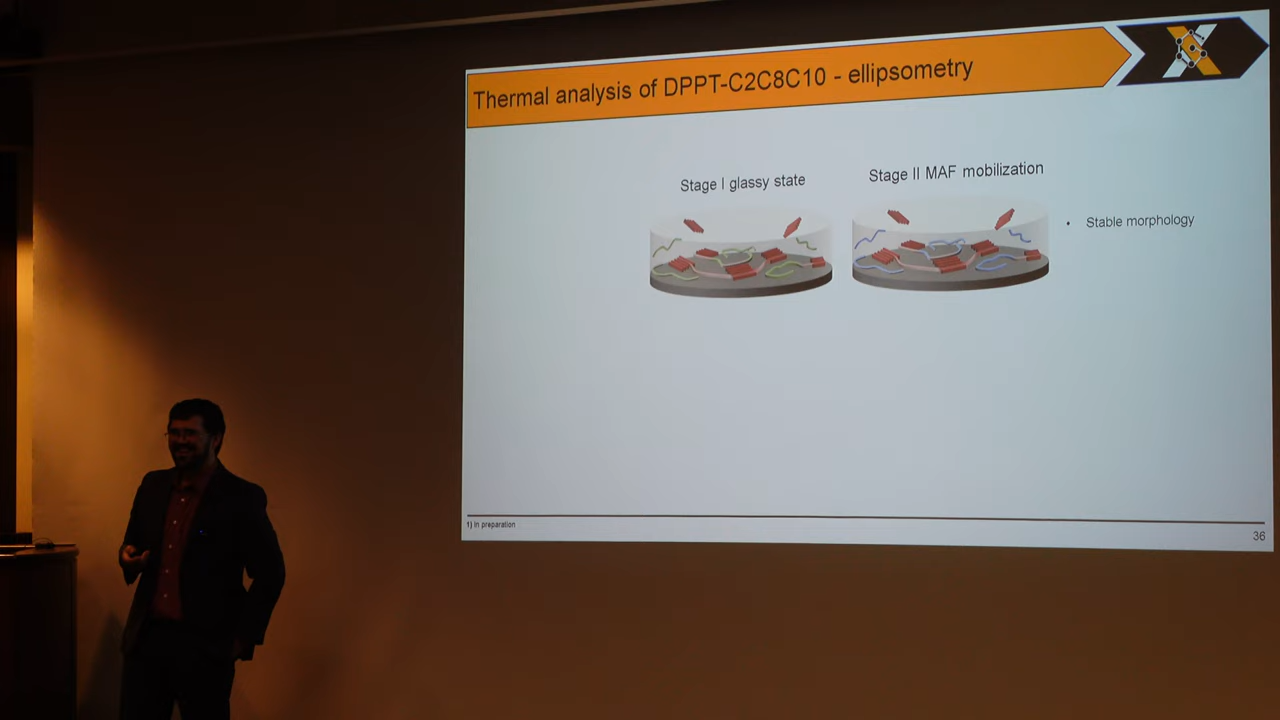 Thermal analysis of DPPT-C2C8C10 - ellipsometry
Stage I glassy state
Stage II MAF mobilization
• Stable morphology
1) In preparation
36